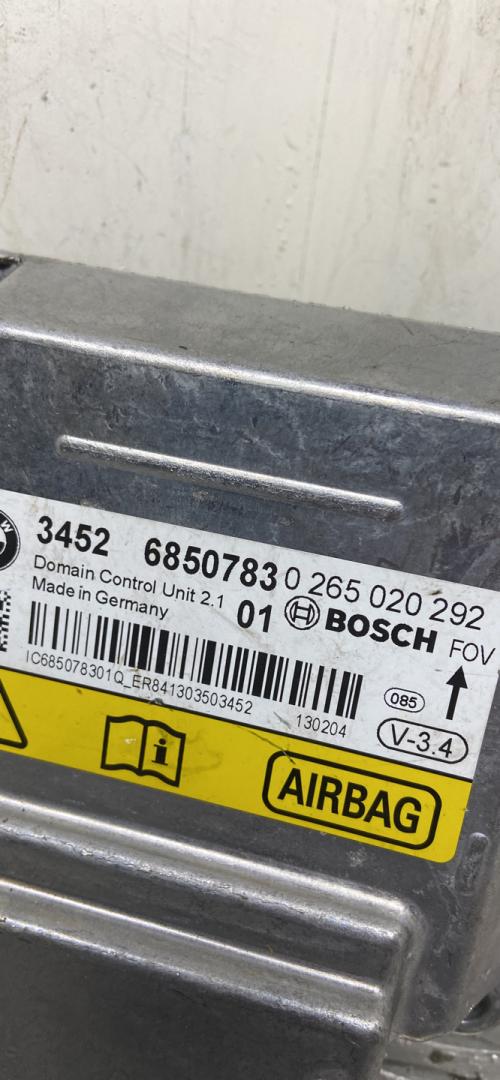 3452 6850783 0 265 020 292
Domain Control Unit 2.1
Made in Germany
01 BOSCH FOV
IC685078301Q_ER841303503452
130204
085
V-3.4
AIRBAG